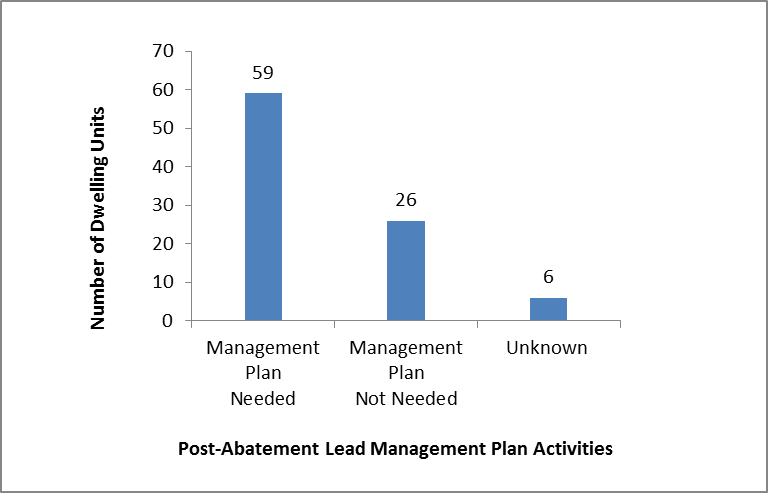 70
60
50
40
30
20
10
0
Number of Dwelling Units
59
26
6
Management
Plan
Needed
Management
Plan
Not Needed
Unknown
Post-Abatement Lead Management Plan Activities